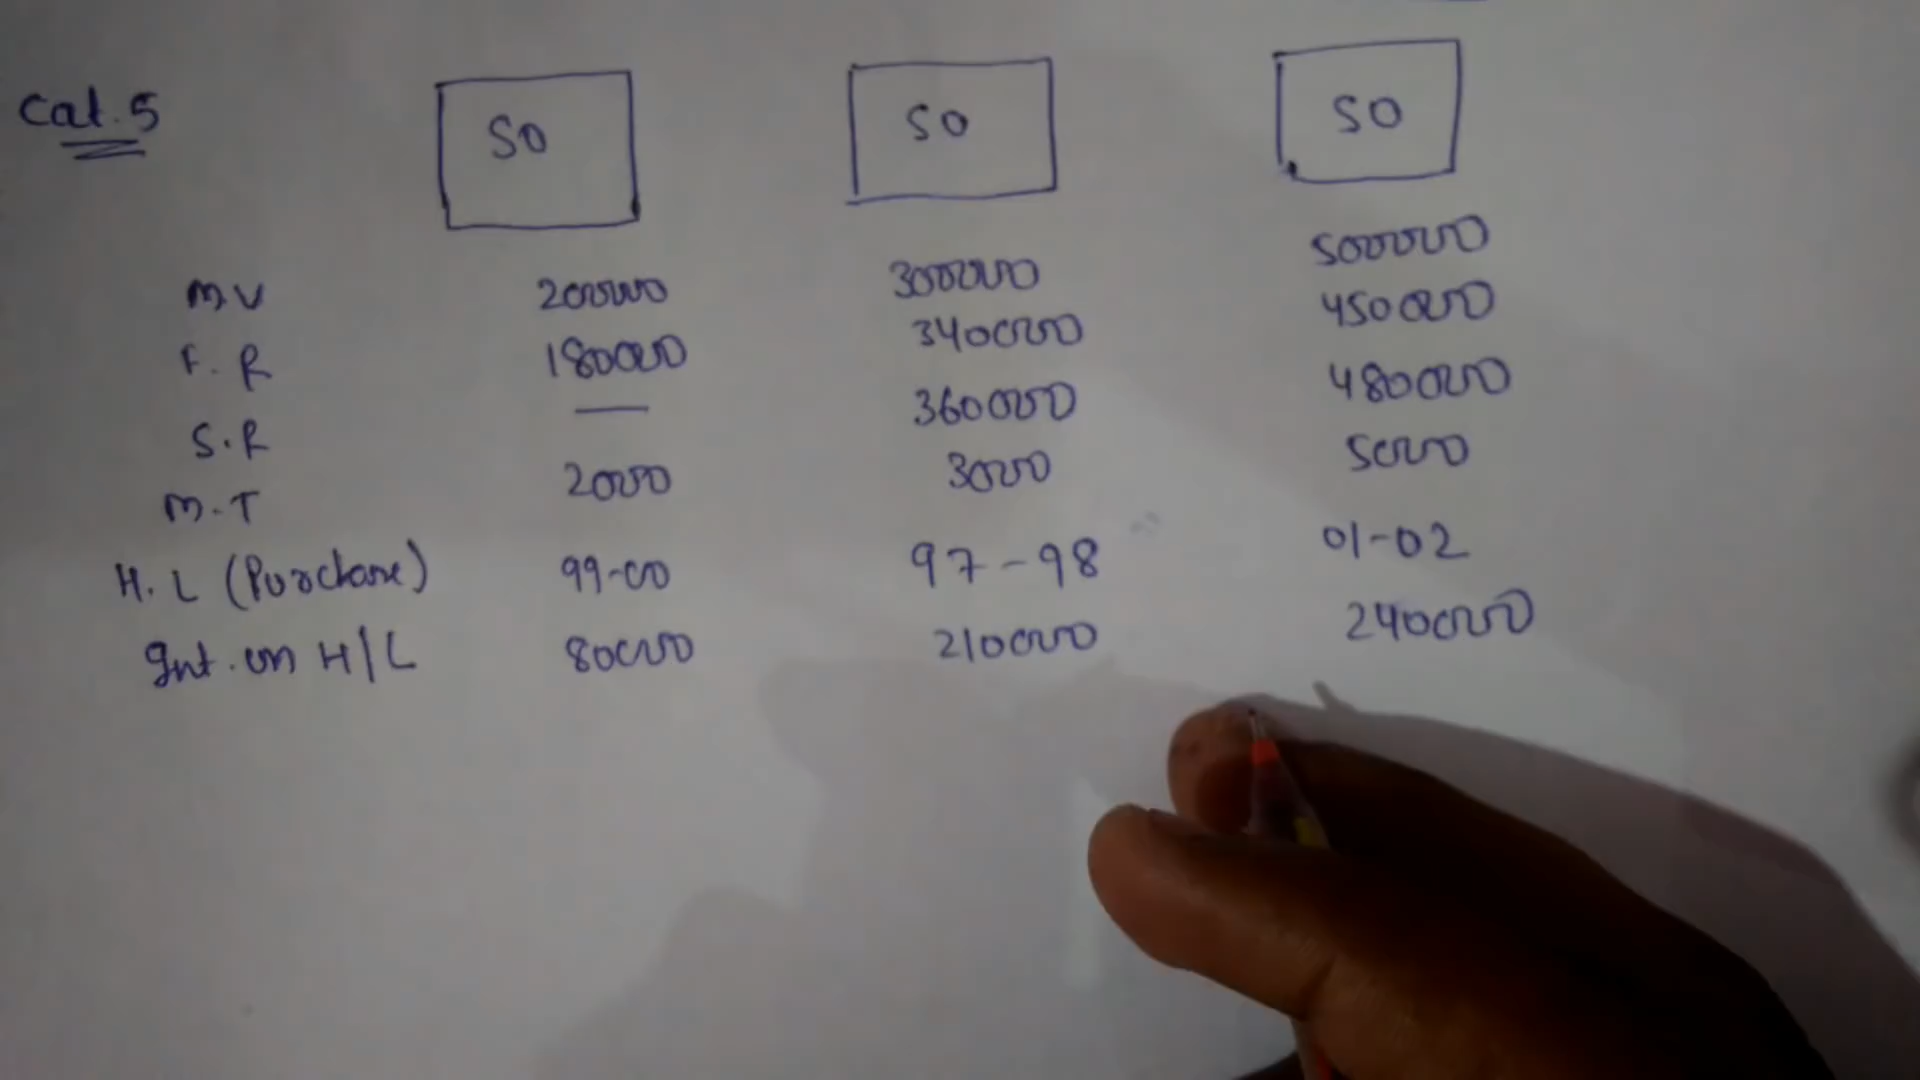 Cat. 5 SO SO SO
M.V 200000 300000 500000
F.R 180000 340000 450000
S.R — 360000 480000
M.T 2000 3000 5000
H.L (Purchase) 99-00 97-98 01-02
Int. on H/L 80000 210000 240000